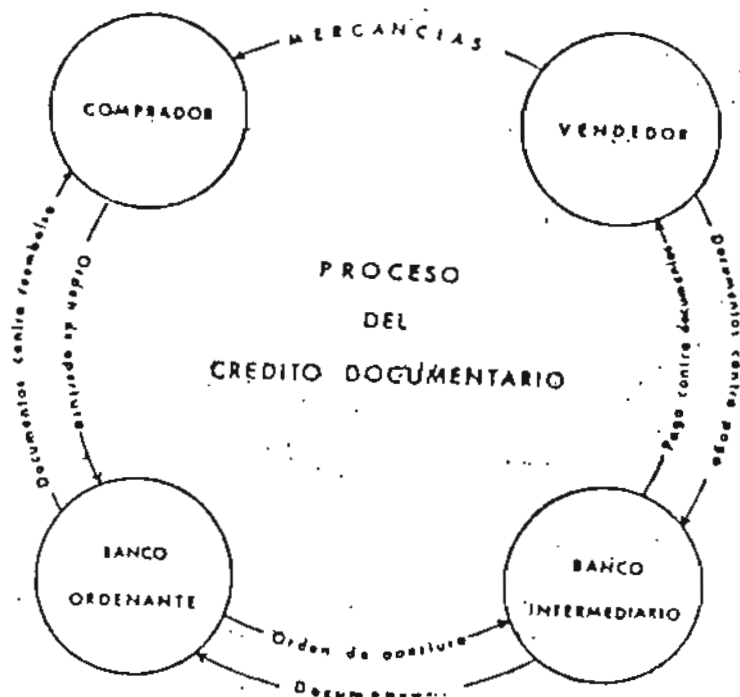 MERCANCIAS
COMPRADOR
VENDEDOR
Documentos contra reembolso
Orden de apertura
PROCESO
DEL
CREDITO DOCUMENTARIO
Pago contra documentos
Documentos contra pago
BANCO
ORDENANTE
BANCO
INTERMEDIARIO
Orden de